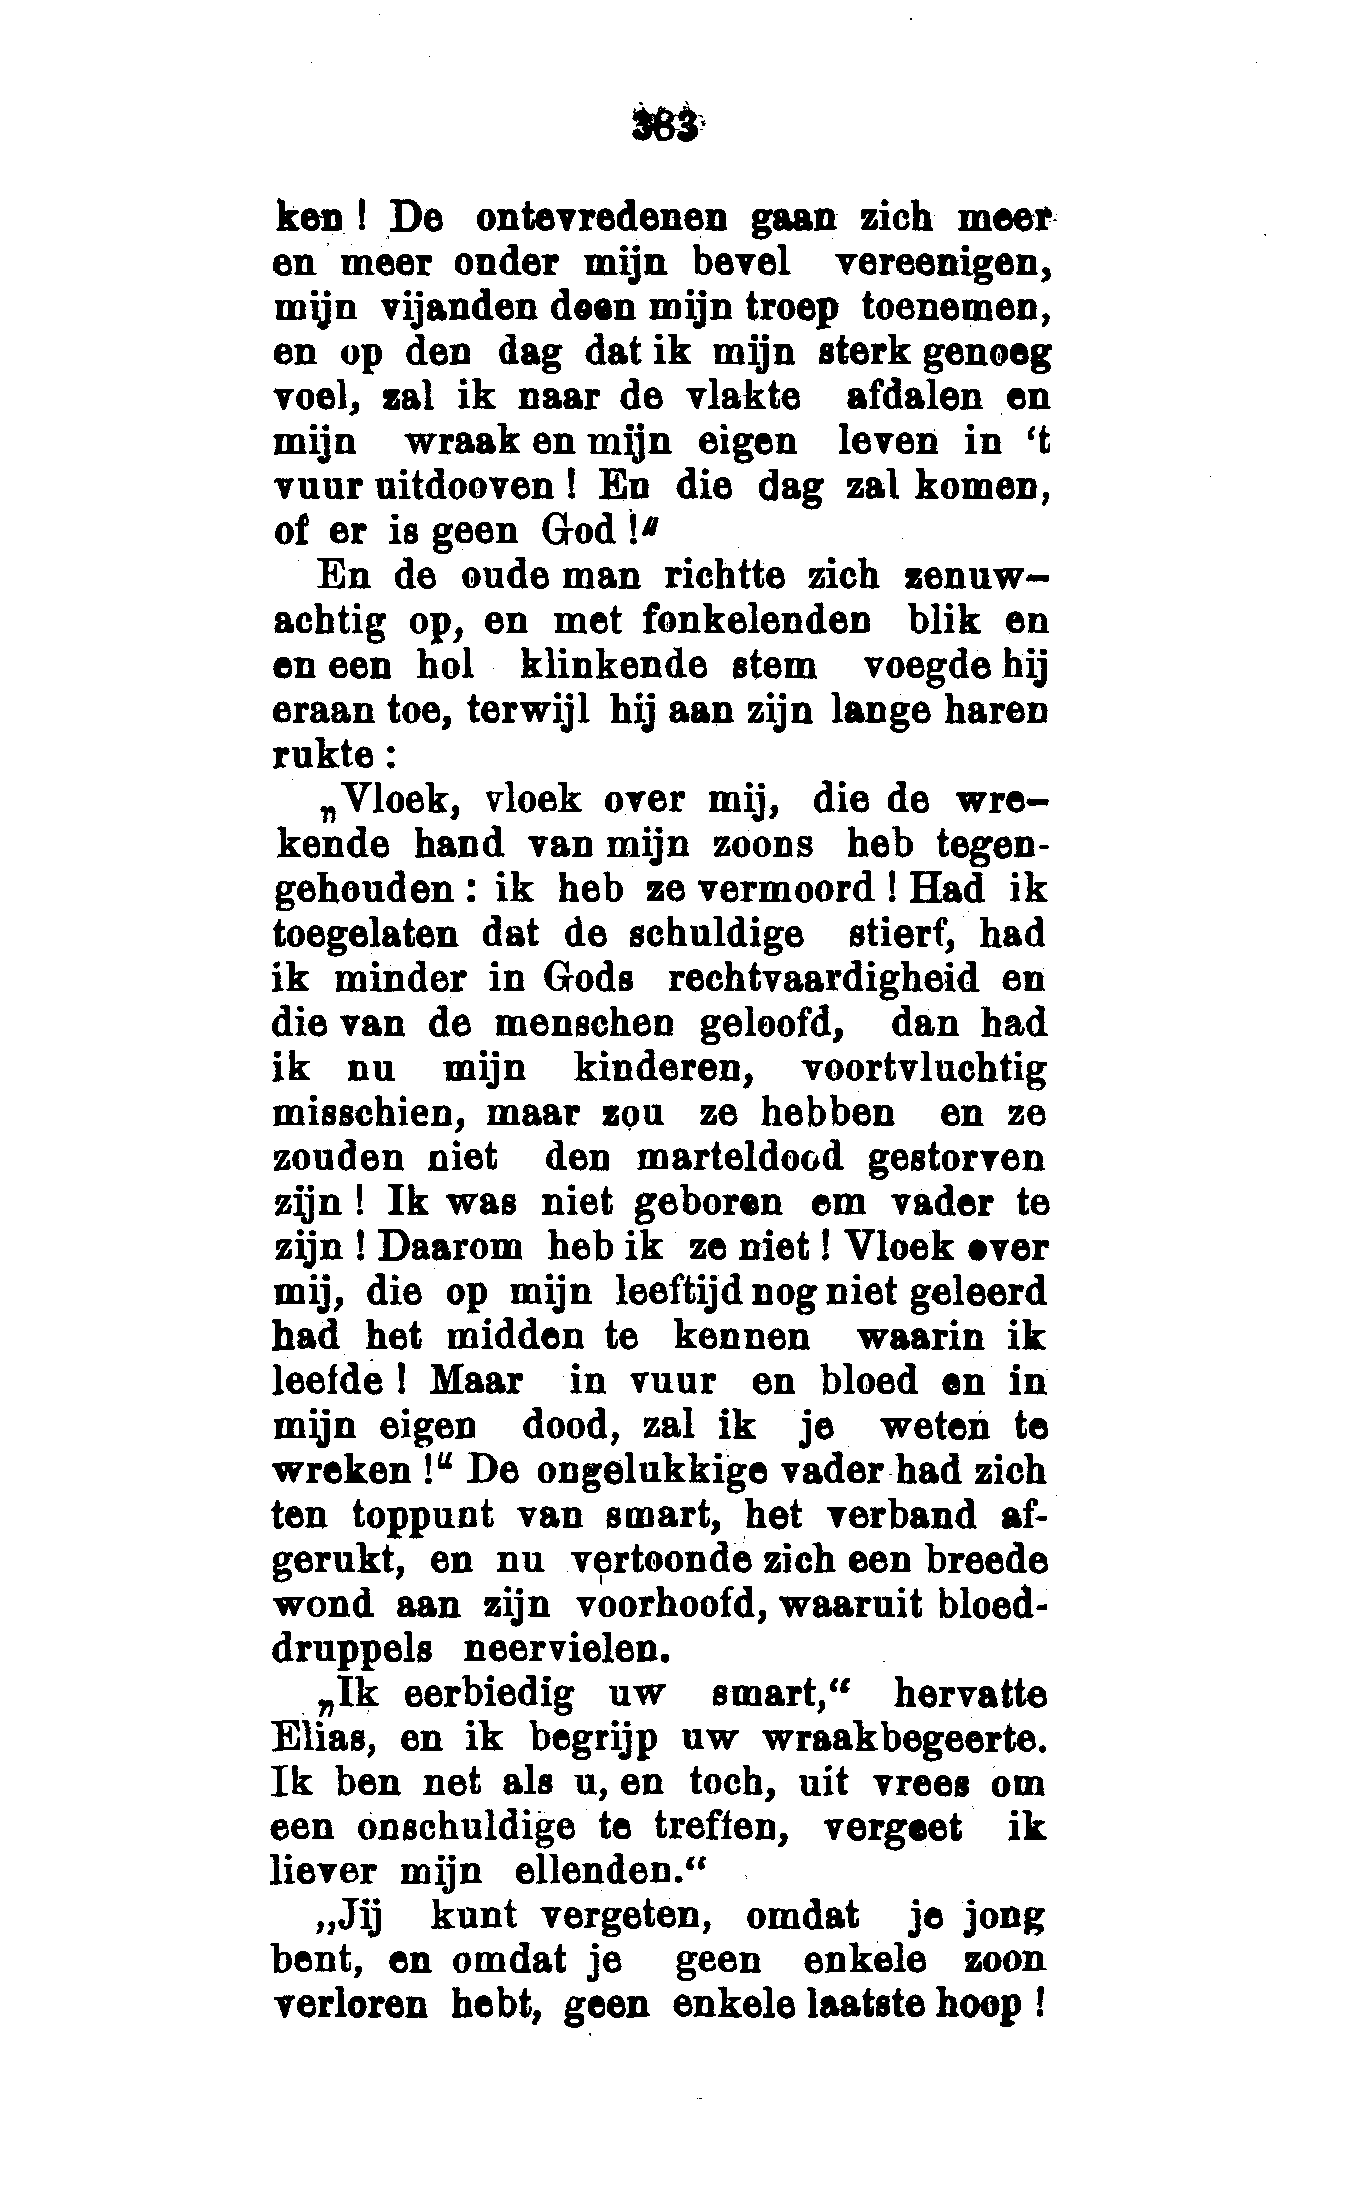 363
ken ! De ontevredenen gaan zich meer
en meer onder mijn bevel vereenigen,
mijn vijanden doen mijn troep toenemen,
en op den dag dat ik mijn sterk genoeg
voel, zal ik naar de vlakte afdalen en
mijn wraak en mijn eigen leven in ‘t
vuur uitdooven ! En die dag zal komen,
of er is geen God !"
En de oude man richtte zich zenuw-
achtig op, en met fonkelenden blik en
en een hol klinkende stem voegde hij
eraan toe, terwijl hij aan zijn lange haren
rukte :
„Vloek, vloek over mij, die de wre-
kende hand van mijn zoons heb tegen-
gehouden : ik heb ze vermoord ! Had ik
toegelaten dat de schuldige stierf, had
ik minder in Gods rechtvaardigheid en
die van de menschen geloofd, dan had
ik nu mijn kinderen, voortvluchtig
misschien, maar zou ze hebben en ze
zouden niet den marteldood gestorven
zijn ! Ik was niet geboren om vader te
zijn ! Daarom heb ik ze niet ! Vloek over
mij, die op mijn leeftijd nog niet geleerd
had het midden te kennen waarin ik
leefde ! Maar in vuur en bloed en in
mijn eigen dood, zal ik je weten te
wreken !“ De ongelukkige vader had zich
ten toppunt van smart, het verband af-
gerukt, en nu vertoonde zich een breede
wond aan zijn voorhoofd, waaruit bloed-
druppels neervielen.
„Ik eerbiedig uw smart,“ hervatte
Elias, en ik begrijp uw wraakbegeerte.
Ik ben net als u, en toch, uit vrees om
een onschuldige te treffen, vergeet ik
liever mijn ellenden.“
„Jij kunt vergeten, omdat je jong
bent, en omdat je geen enkele zoon
verloren hebt, geen enkele laatste hoop !